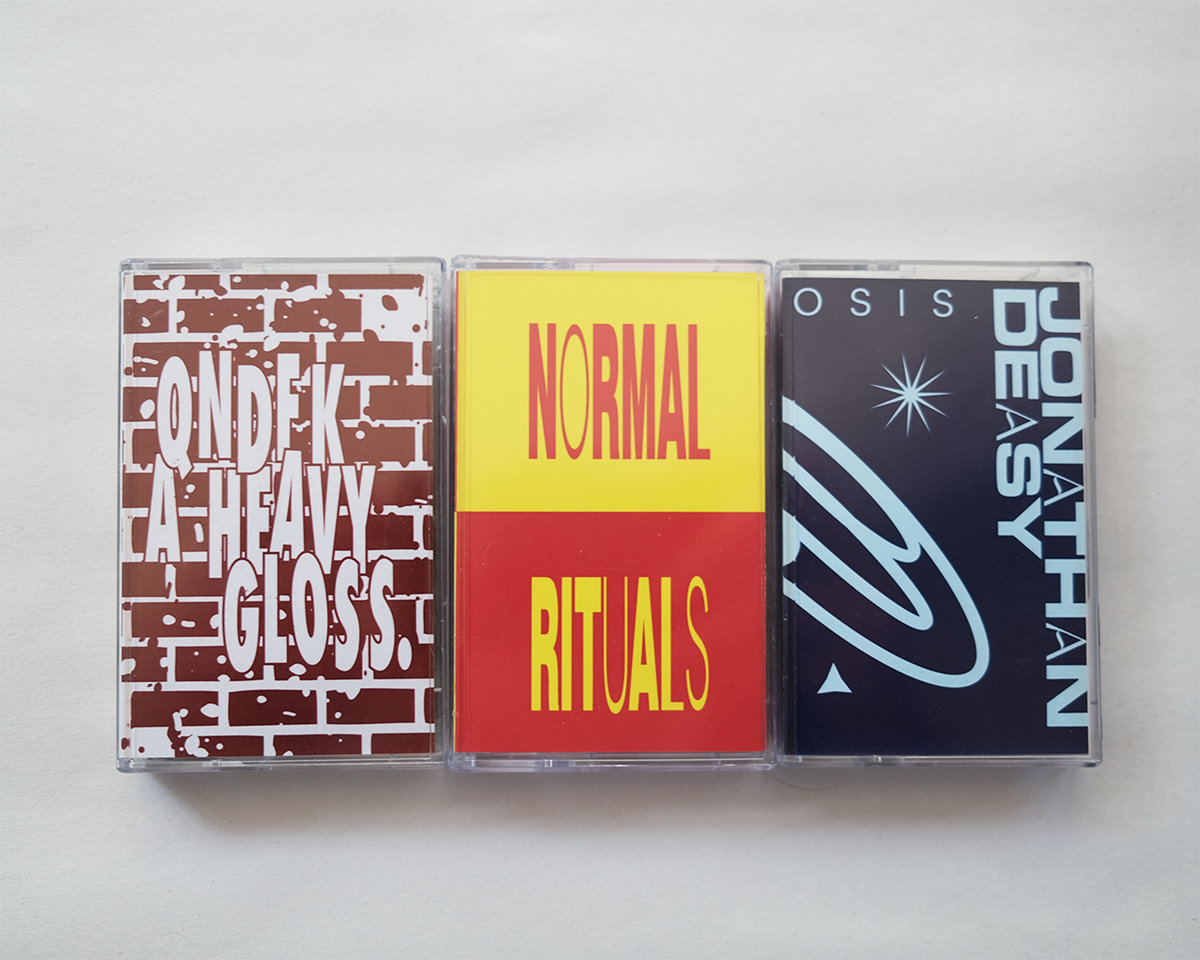 QNDFK
A HEAVY
GLOSS.
NORMAL
RITUALS
OSIS
JONATHAN
DEASY